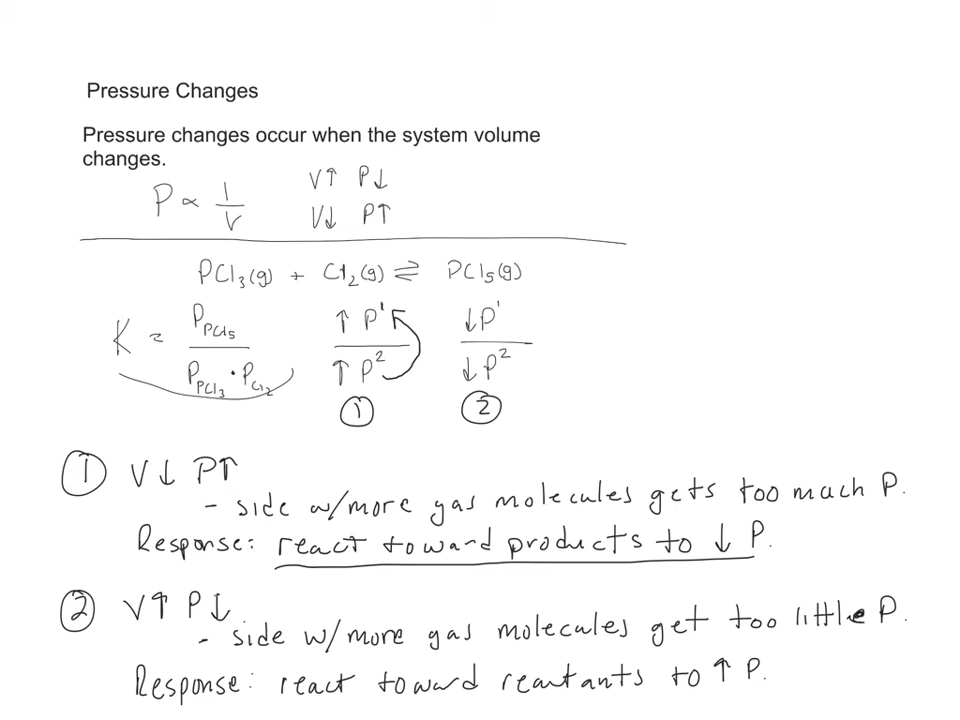 Pressure Changes
Pressure changes occur when the system volume
changes.
P ∝ 1/V V↑ P↓
V↓ P↑
PCl₃(g) + Cl₂(g) ⇌ PCl₅(g)
K = P_PCl₅ / P_PCl₃ · P_Cl₂ ↑P¹ / ↑P² ↓P¹ / ↓P²
① ②
① V↓ P↑
- side w/more gas molecules gets too much P.
Response: react toward products to ↓ P.
② V↑ P↓
- side w/more gas molecules get too little P.
Response: react toward reactants to ↑ P.